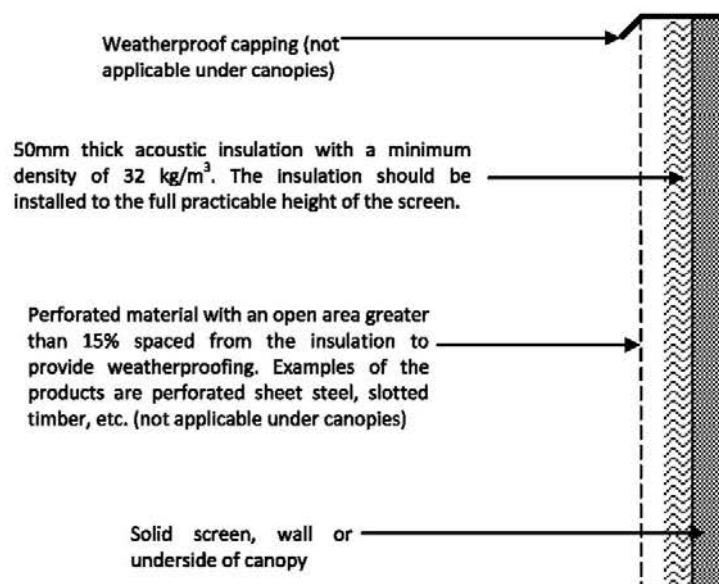 Weatherproof capping (not
applicable under canopies)
50mm thick acoustic insulation with a minimum
density of 32 kg/m³. The insulation should be
installed to the full practicable height of the screen.
Perforated material with an open area greater
than 15% spaced from the insulation to
provide weatherproofing. Examples of the
products are perforated sheet steel, slotted
timber, etc. (not applicable under canopies)
Solid screen, wall or
underside of canopy